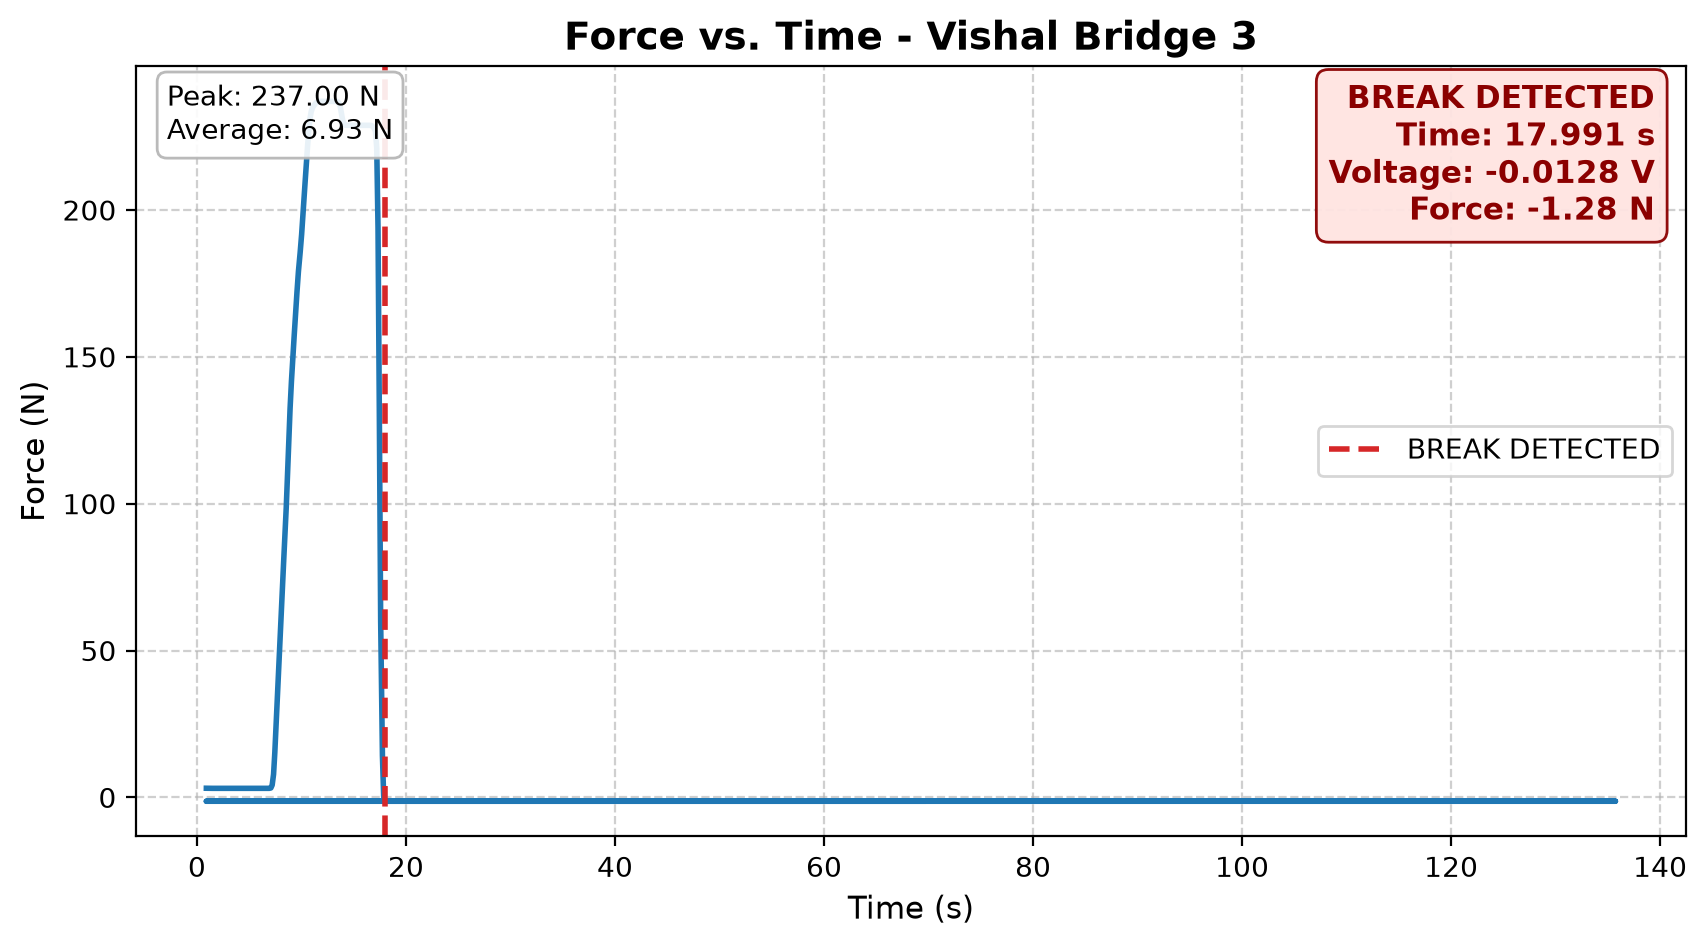 Force vs. Time - Vishal Bridge 3
Peak: 237.00 N
Average: 6.93 N
BREAK DETECTED
Time: 17.991 s
Voltage: -0.0128 V
Force: -1.28 N
BREAK DETECTED
Force (N)
200
150
100
50
0
0
20
40
60
80
100
120
140
Time (s)